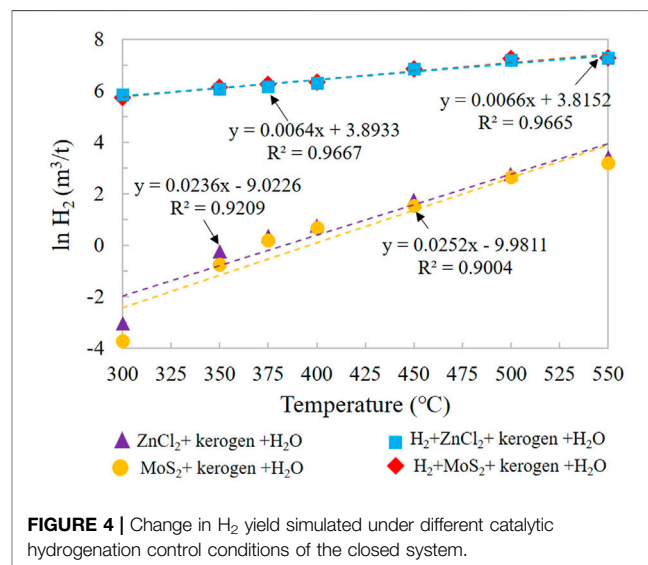 8
6
4
2
0
-2
-4
ln H₂ (m³/t)
y = 0.0064x + 3.8933
R² = 0.9667
y = 0.0066x + 3.8152
R² = 0.9665
y = 0.0236x - 9.0226
R² = 0.9209
y = 0.0252x - 9.9811
R² = 0.9004
300 325 350 375 400 425 450 475 500 525 550
Temperature (°C)
ZnCl₂+ kerogen +H₂O
H₂+ZnCl₂+ kerogen +H₂O
MoS₂+ kerogen +H₂O
H₂+MoS₂+ kerogen +H₂O
FIGURE 4 | Change in H₂ yield simulated under different catalytic
hydrogenation control conditions of the closed system.